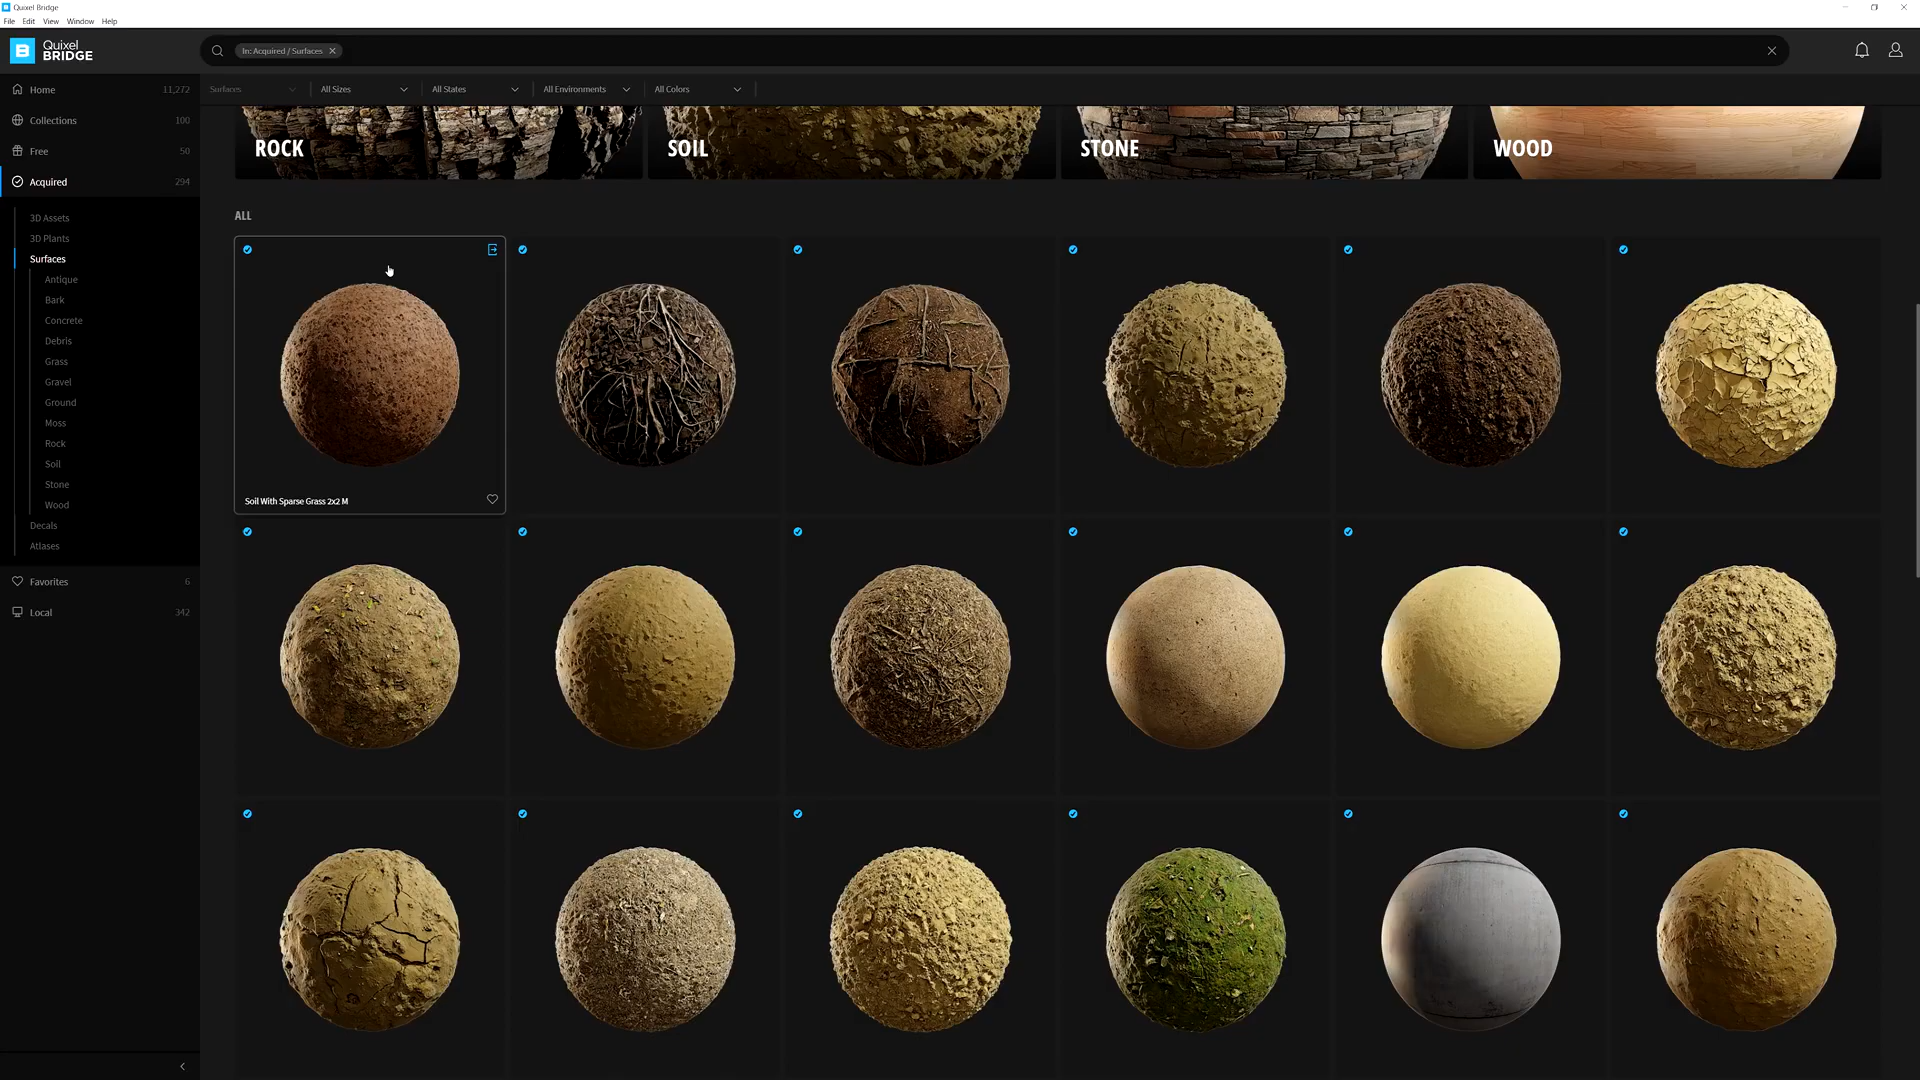 Quixel Bridge
File Edit View Window Help
Quixel
BRIDGE
In: Acquired / Surfaces
Home 11,272
Surfaces All Sizes All States All Environments All Colors
Collections 100
Free 50
Acquired 294
3D Assets
3D Plants
Surfaces
Antique
Bark
Concrete
Debris
Grass
Gravel
Ground
Moss
Rock
Soil
Stone
Wood
Decals
Atlases
Favorites 6
Local 342
ROCK SOIL STONE WOOD
ALL
Soil With Sparse Grass 2x2 M